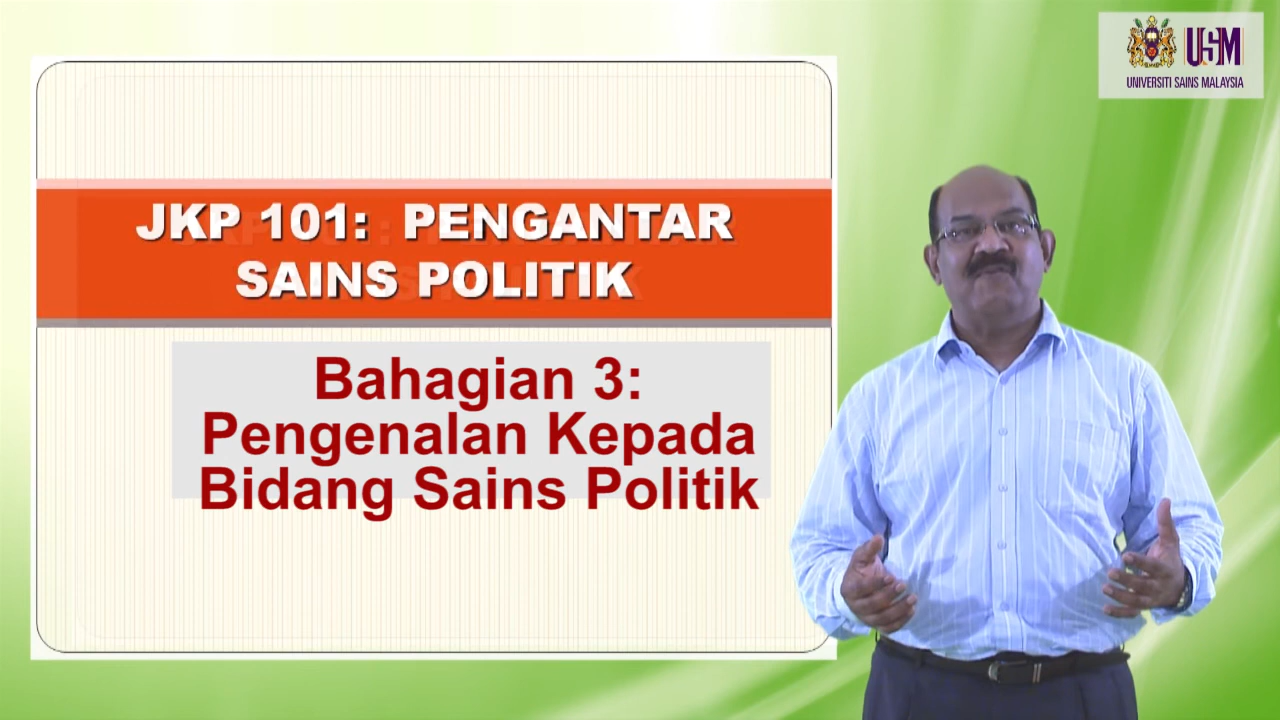 JKP 101: PENGANTAR
SAINS POLITIK
Bahagian 3:
Pengenalan Kepada
Bidang Sains Politik
USM
UNIVERSITI SAINS MALAYSIA